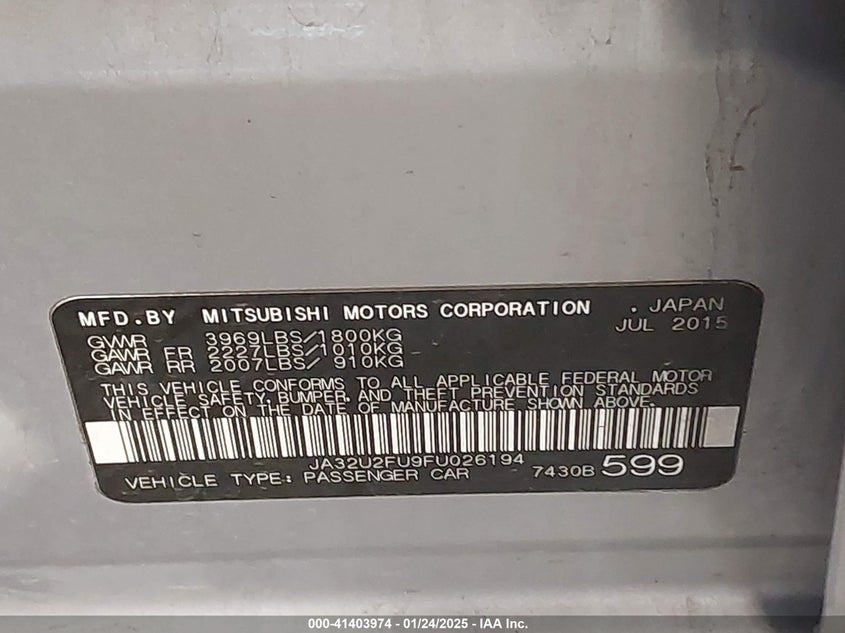 MFD.BY MITSUBISHI MOTORS CORPORATION . JAPAN
JUL 2015
GVWR 3969LBS/1800KG
GAWR FR 2227LBS/1010KG
GAWR RR 2007LBS/ 910KG
THIS VEHICLE CONFORMS TO ALL APPLICABLE FEDERAL MOTOR
VEHICLE SAFETY, BUMPER, AND THEFT PREVENTION STANDARDS
IN EFFECT ON THE DATE OF MANUFACTURE SHOWN ABOVE.
JA32U2FU9FU026194
VEHICLE TYPE: PASSENGER CAR 7430B 599
000-41403974 - 01/24/2025 - IAA Inc.